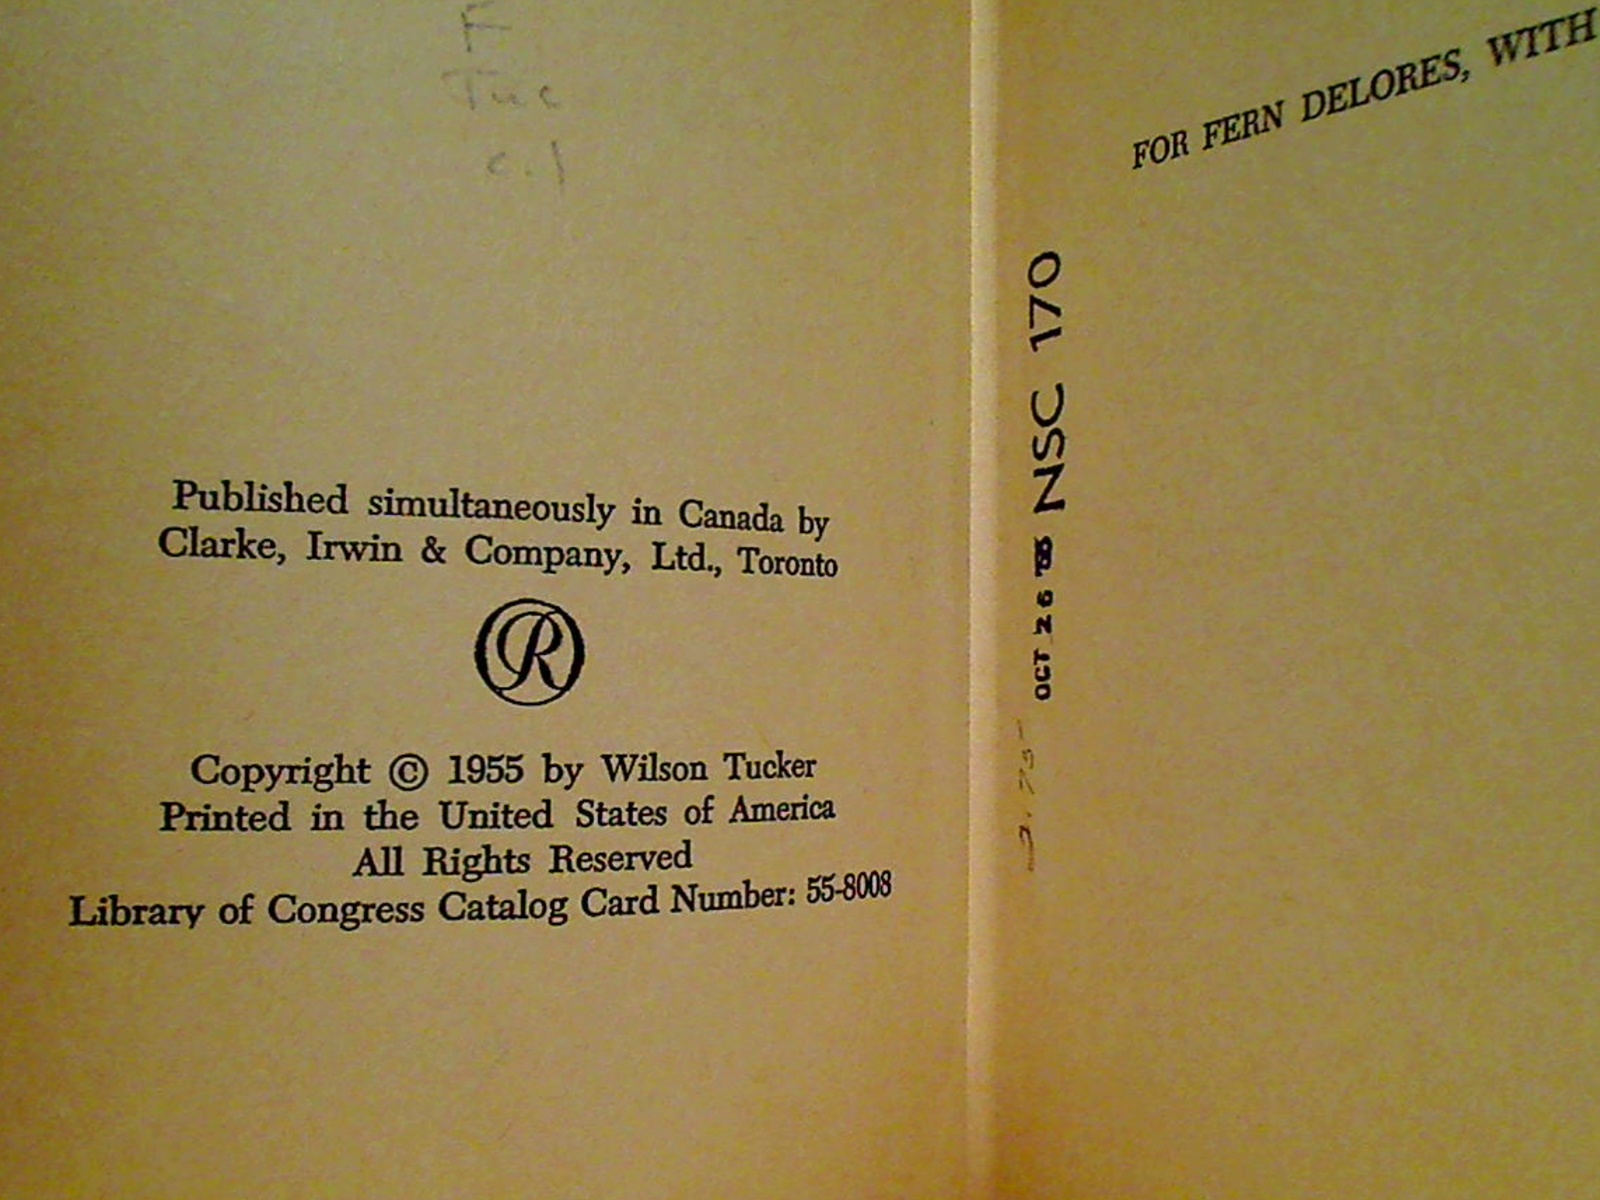 F
Tuc
c.1
Published simultaneously in Canada by
Clarke, Irwin & Company, Ltd., Toronto
R
Copyright © 1955 by Wilson Tucker
Printed in the United States of America
All Rights Reserved
Library of Congress Catalog Card Number: 55-8008
FOR FERN DELORES, WITH
OCT 26 NSC 170